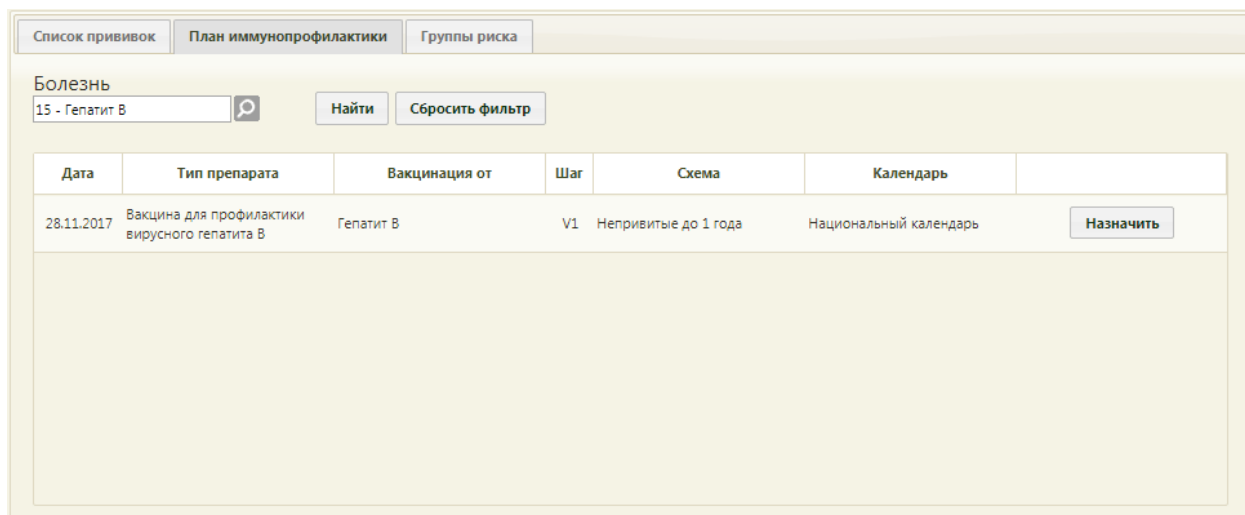 Список прививок План иммунопрофилактики Группы риска
Болезнь
15 - Гепатит В Найти Сбросить фильтр
Дата Тип препарата Вакцинация от Шаг Схема Календарь
28.11.2017 Вакцина для профилактики вирусного гепатита В Гепатит В V1 Непривитые до 1 года Национальный календарь Назначить